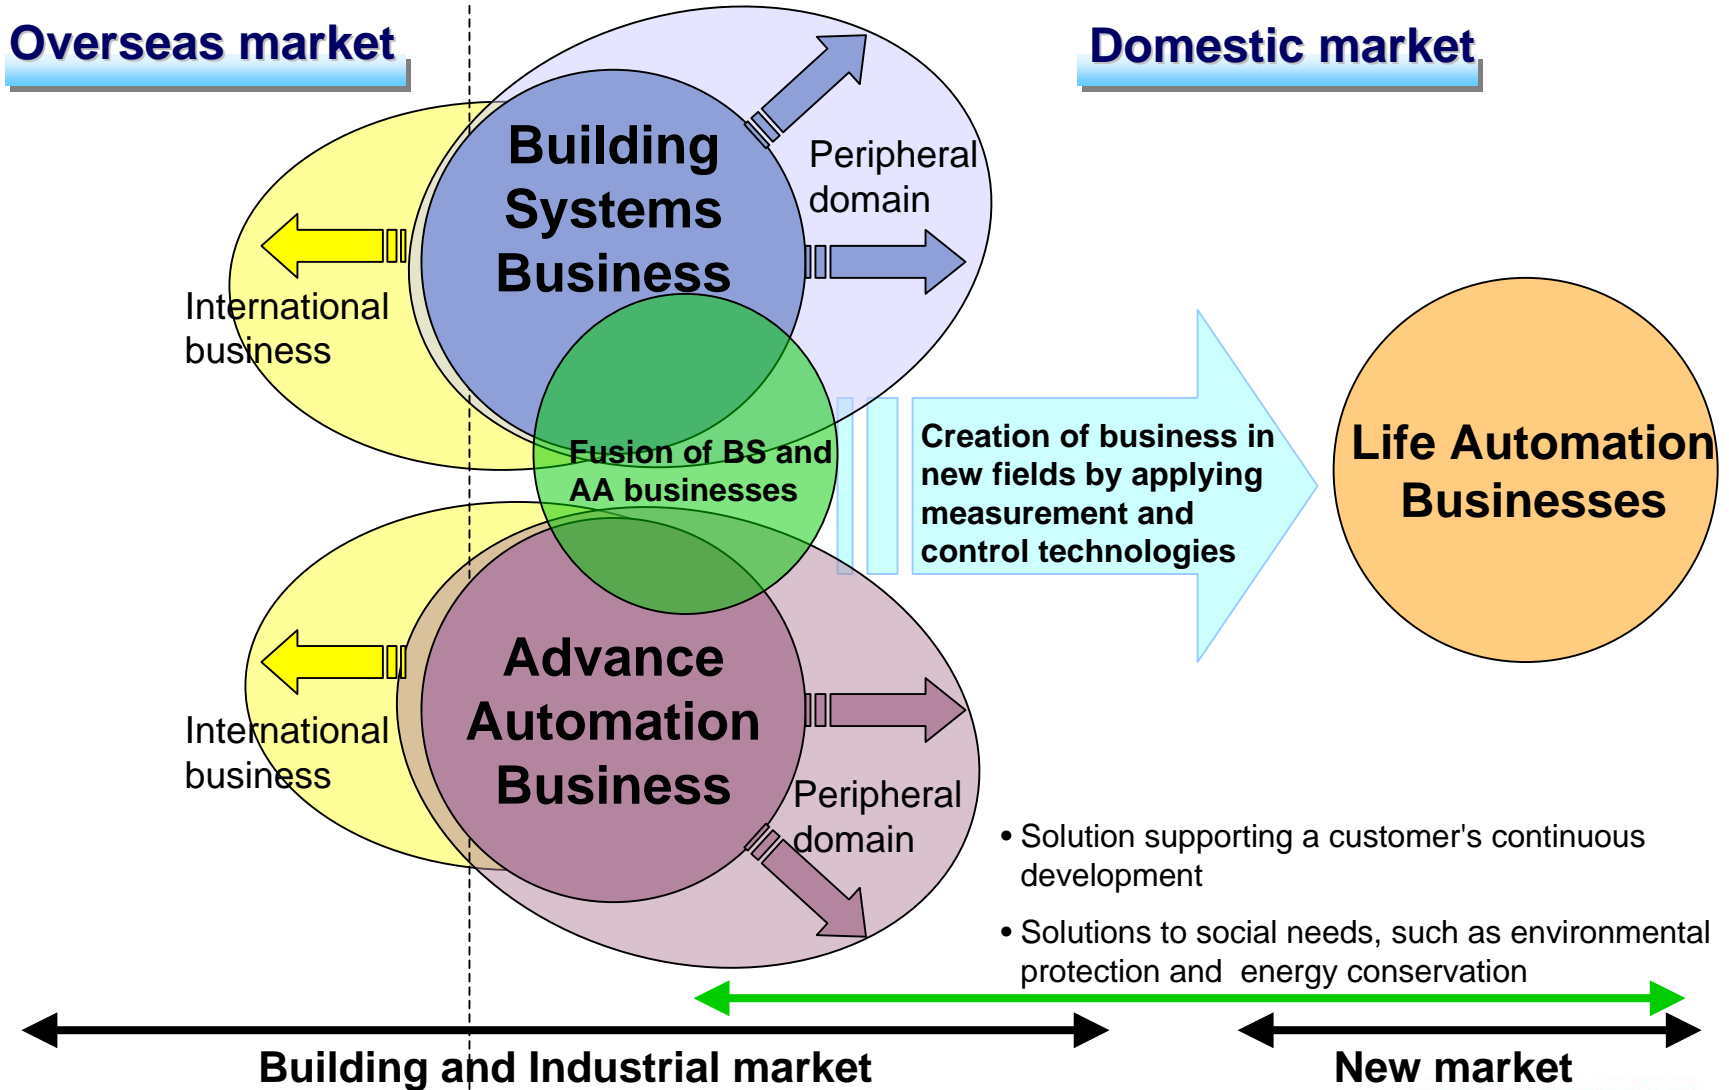 Overseas market
Domestic market
Building
Systems
Business
Peripheral
domain
International
business
Fusion of BS and
AA businesses
Creation of business in
new fields by applying
measurement and
control technologies
Life Automation
Businesses
Advance
Automation
Business
International
business
Peripheral
domain
• Solution supporting a customer's continuous
development
• Solutions to social needs, such as environmental
protection and energy conservation
Building and Industrial market
New market